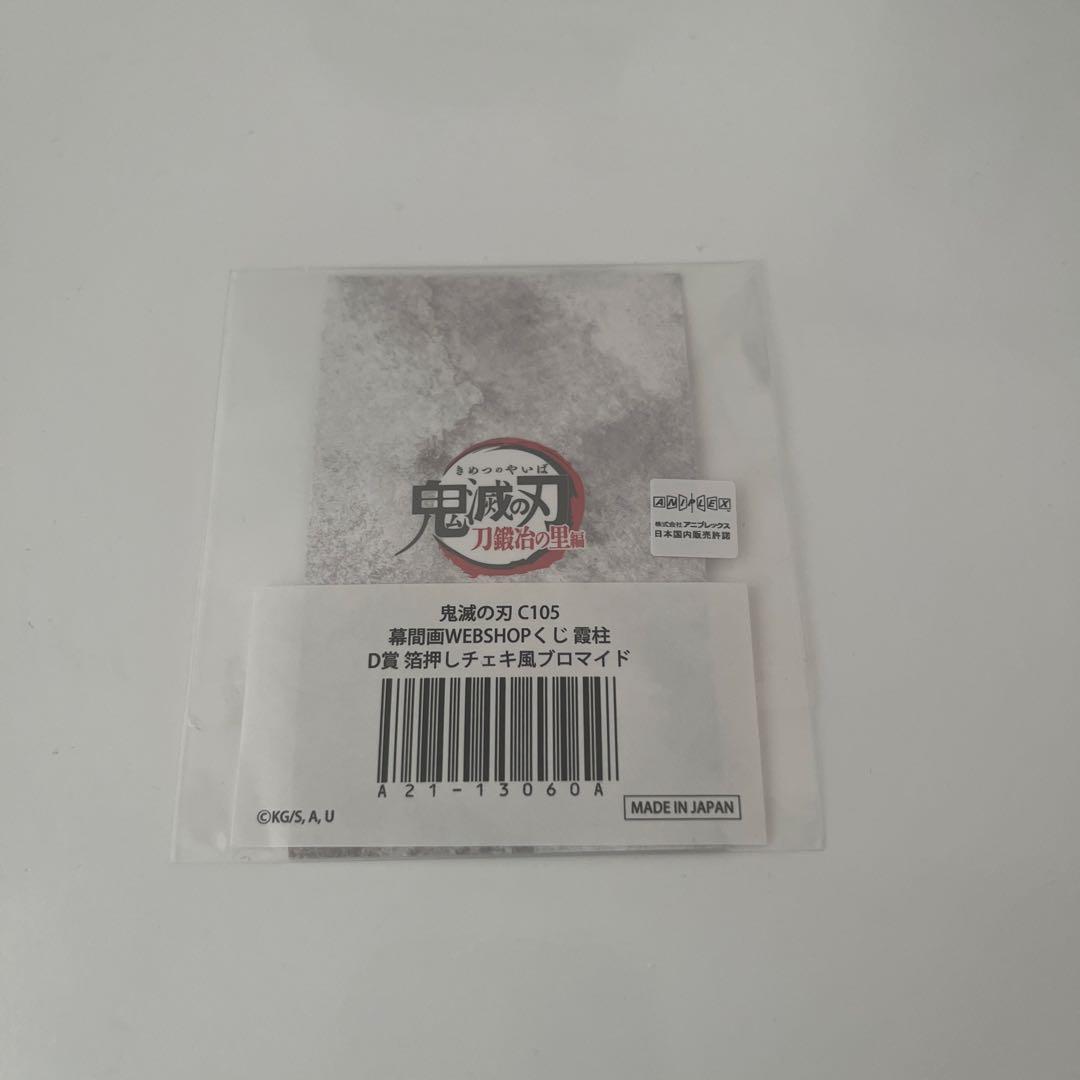 きめつのやいば
鬼滅の刃
刀鍛冶の里編
ANIPLEX
株式会社アニプレックス
日本国内販売許諾
鬼滅の刃 C105
幕間画WEBSHOPくじ 霞柱
D賞 箔押しチェキ風ブロマイド
A21-13060A
©KG/S, A, U
MADE IN JAPAN